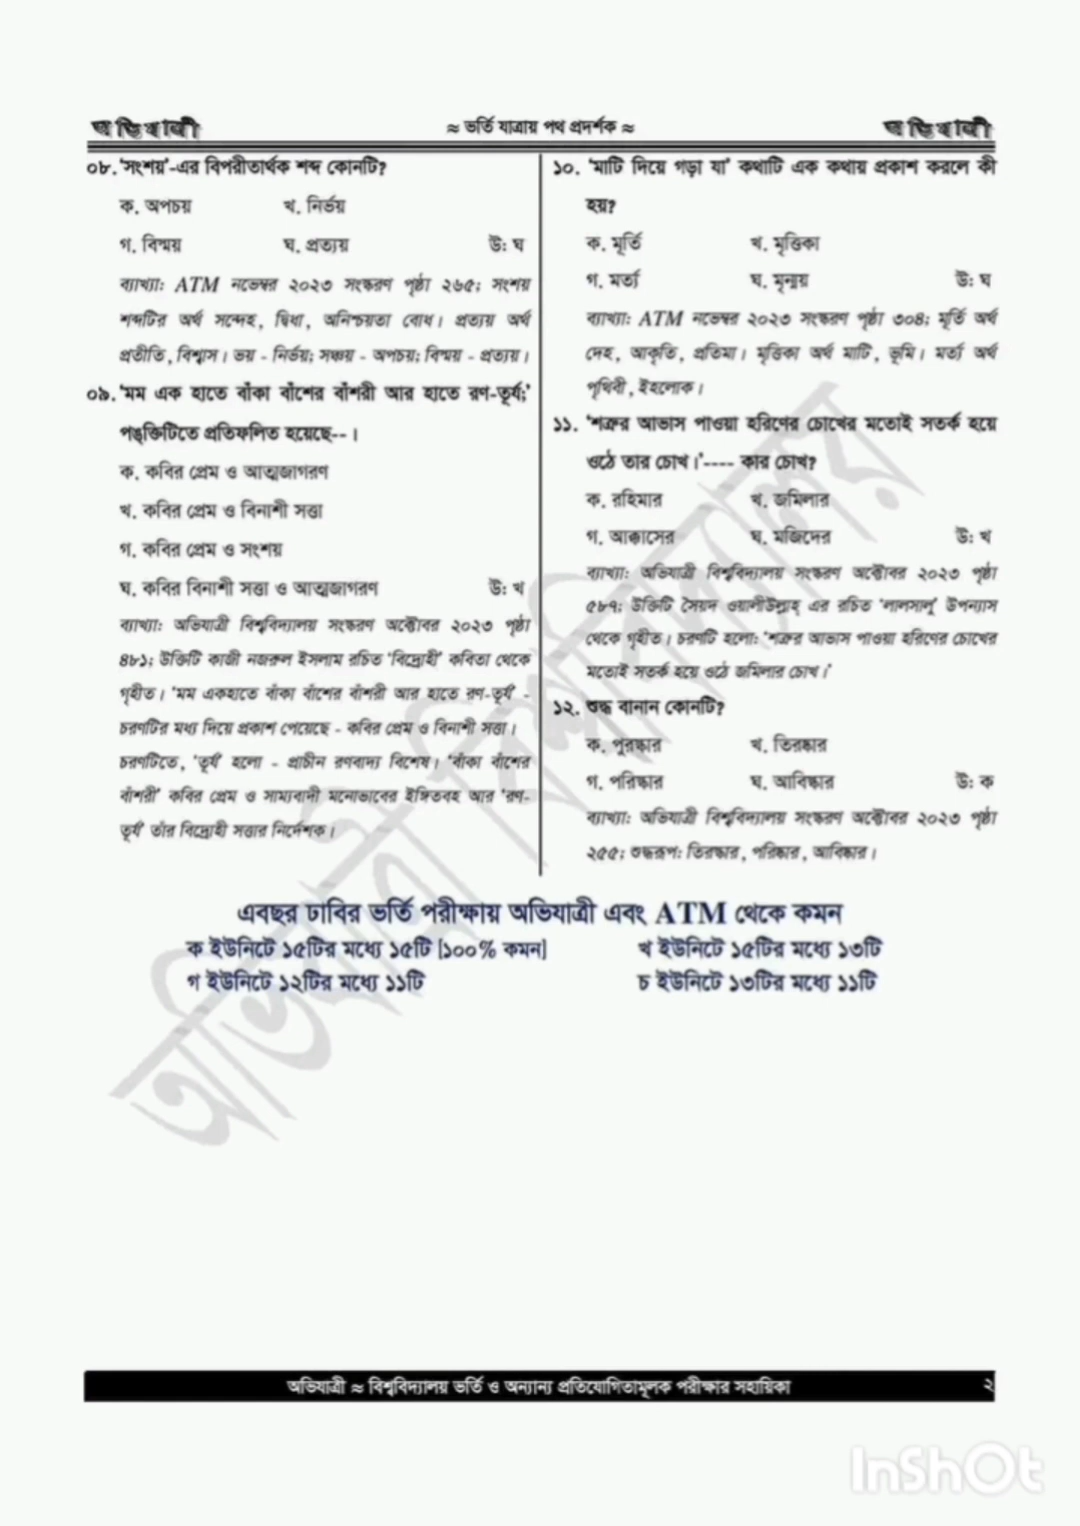 অভিযাত্রী
≈ ভর্তি যাত্রায় পথ প্রদর্শক ≈
অভিযাত্রী
০৮. ‘সংশয়’-এর বিপরীতার্থক শব্দ কোনটি?
ক. অপচয় খ. নির্ভয়
গ. বিস্ময় ঘ. প্রত্যয় উ: ঘ
ব্যাখ্যা: ATM নভেম্বর ২০২৩ সংস্করণ পৃষ্ঠা ২৬৫; সংশয়
শব্দটির অর্থ সন্দেহ, দ্বিধা, অনিশ্চয়তা বোধ। প্রত্যয় অর্থ
প্রতীতি, বিশ্বাস। ভয় - নির্ভয়; সঞ্চয় - অপচয়; বিস্ময় - প্রত্যয়।
০৯. ‘মম এক হাতে বাঁকা বাঁশের বাঁশরী আর হাতে রণ-তূর্য;’
পঙ্‌ক্তিটিতে প্রতিফলিত হয়েছে--।
ক. কবির প্রেম ও আত্মজাগরণ
খ. কবির প্রেম ও বিনাশী সত্তা
গ. কবির প্রেম ও সংশয়
ঘ. কবির বিনাশী সত্তা ও আত্মজাগরণ উ: খ
ব্যাখ্যা: অভিযাত্রী বিশ্ববিদ্যালয় সংস্করণ অক্টোবর ২০২৩ পৃষ্ঠা
৪৮১; উক্তিটি কাজী নজরুল ইসলাম রচিত ‘বিদ্রোহী’ কবিতা থেকে
গৃহীত। ‘মম একহাতে বাঁকা বাঁশের বাঁশরী আর হাতে রণ-তূর্য’ -
চরণটির মধ্য দিয়ে প্রকাশ পেয়েছে - কবির প্রেম ও বিনাশী সত্তা।
চরণটিতে, ‘তূর্য’ হলো - প্রাচীন রণবাদ্য বিশেষ। ‘বাঁকা বাঁশের
বাঁশরী’ কবির প্রেম ও সাম্যবাদী মনোভাবের ইঙ্গিতবহ আর ‘রণ-
তূর্য’ তাঁর বিদ্রোহী সত্তার নির্দেশক।
১০. ‘মাটি দিয়ে গড়া যা’ কথাটি এক কথায় প্রকাশ করলে কী
হয়?
ক. মূর্তি খ. মৃত্তিকা
গ. মর্ত্য ঘ. মৃন্ময় উ: ঘ
ব্যাখ্যা: ATM নভেম্বর ২০২৩ সংস্করণ পৃষ্ঠা ৩০৪; মূর্তি অর্থ
দেহ, আকৃতি, প্রতিমা। মৃত্তিকা অর্থ মাটি, ভূমি। মর্ত্য অর্থ
পৃথিবী, ইহলোক।
১১. ‘শত্রুর আভাস পাওয়া হরিণের চোখের মতোই সতর্ক হয়ে
ওঠে তার চোখ।’---- কার চোখ?
ক. রহিমার খ. জমিলার
গ. আক্কাসের ঘ. মজিদের উ: খ
ব্যাখ্যা: অভিযাত্রী বিশ্ববিদ্যালয় সংস্করণ অক্টোবর ২০২৩ পৃষ্ঠা
৫৮৭; উক্তিটি সৈয়দ ওয়ালীউল্লাহ্ এর রচিত ‘লালসালু’ উপন্যাস
থেকে গৃহীত। চরণটি হলো: ‘শত্রুর আভাস পাওয়া হরিণের চোখের
মতোই সতর্ক হয়ে ওঠে জমিলার চোখ।’
১২. শুদ্ধ বানান কোনটি?
ক. পুরস্কার খ. তিরষ্কার
গ. পরিস্কার ঘ. আবিস্কার উ: ক
ব্যাখ্যা: অভিযাত্রী বিশ্ববিদ্যালয় সংস্করণ অক্টোবর ২০২৩ পৃষ্ঠা
২৫৫; শুদ্ধরূপ: তিরস্কার, পরিষ্কার, আবিষ্কার।
অভিযাত্রী বিশ্ববিদ্যালয়
এবছর ঢাবির ভর্তি পরীক্ষায় অভিযাত্রী এবং ATM থেকে কমন
ক ইউনিটে ১৫টির মধ্যে ১৫টি [১০০% কমন] খ ইউনিটে ১৫টির মধ্যে ১৩টি
গ ইউনিটে ১২টির মধ্যে ১১টি চ ইউনিটে ১৩টির মধ্যে ১১টি
অভিযাত্রী ≈ বিশ্ববিদ্যালয় ভর্তি ও অন্যান্য প্রতিযোগিতামূলক পরীক্ষার সহায়িকা ২
InShOt